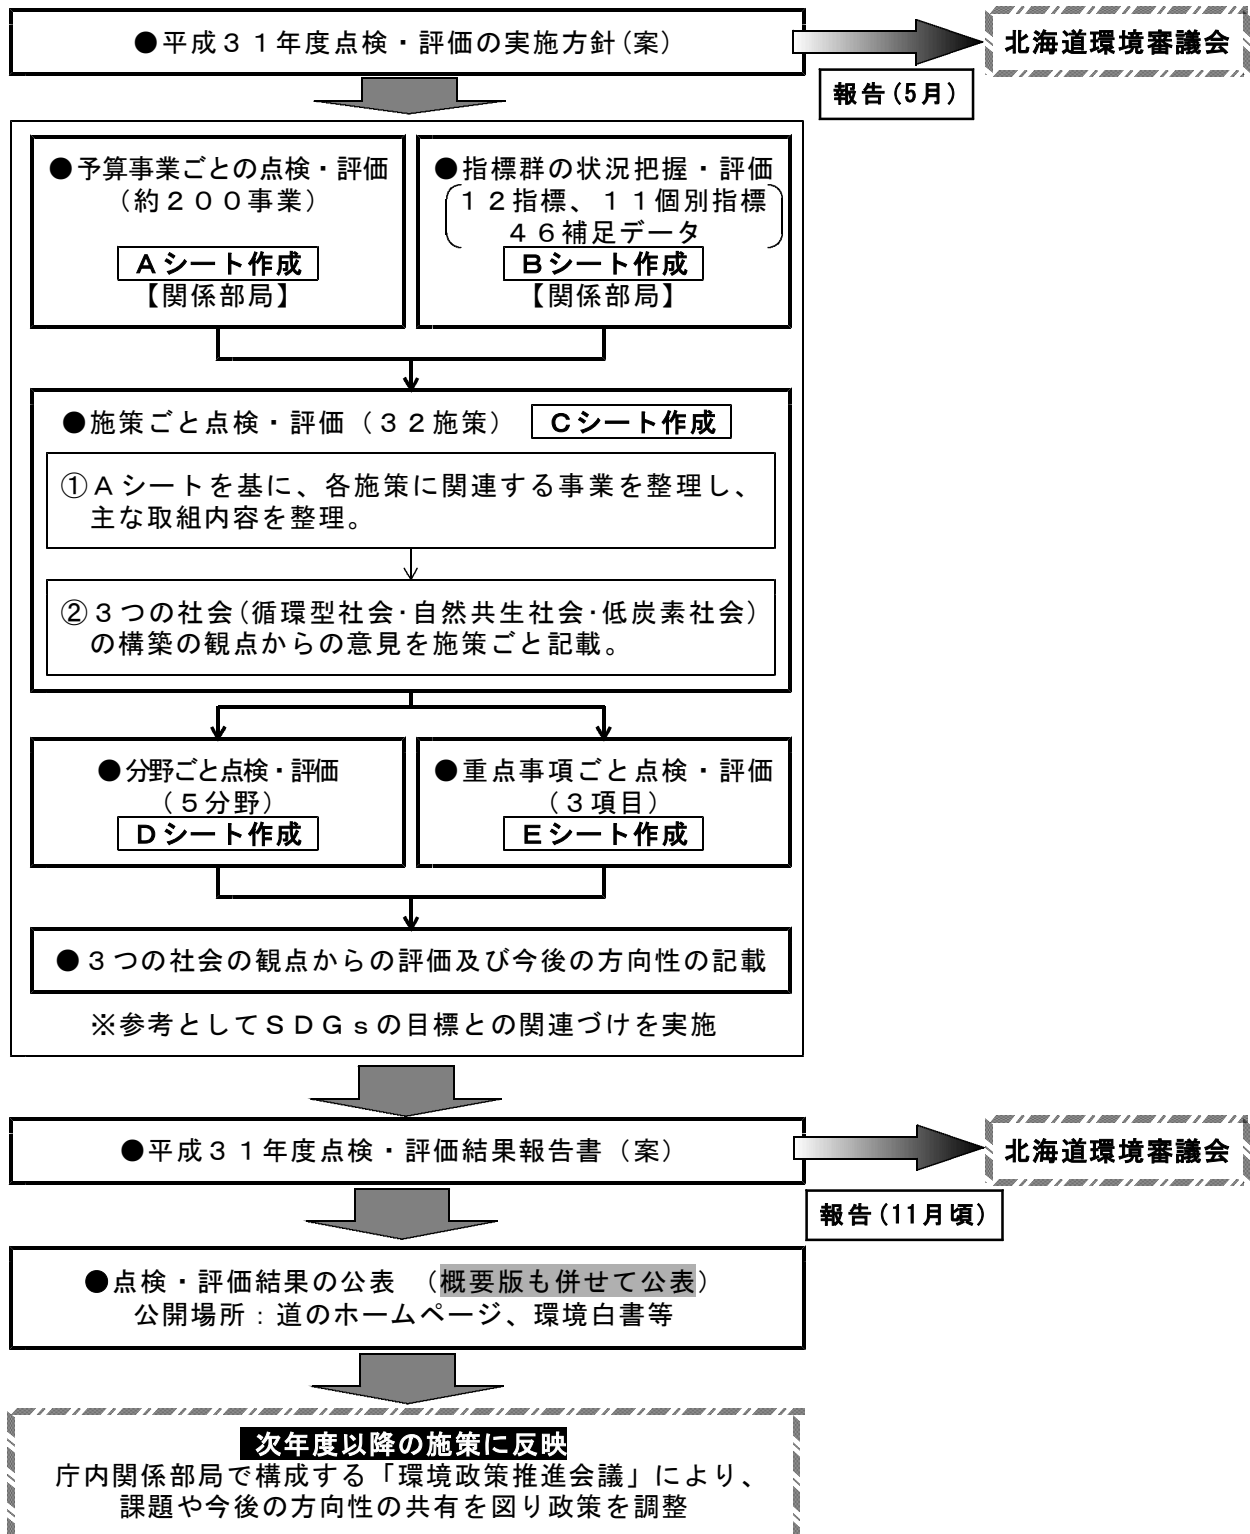 ●平成３１年度点検・評価の実施方針(案)
北海道環境審議会
報告(5月)
●予算事業ごとの点検・評価
（約２００事業）
Ａシート作成
【関係部局】
●指標群の状況把握・評価
１２指標、１１個別指標
４６補足データ
Ｂシート作成
【関係部局】
●施策ごと点検・評価（３２施策） Ｃシート作成
①Ａシートを基に、各施策に関連する事業を整理し、
主な取組内容を整理。
②３つの社会(循環型社会･自然共生社会･低炭素社会)
の構築の観点からの意見を施策ごと記載。
●分野ごと点検・評価
（５分野）
Ｄシート作成
●重点事項ごと点検・評価
（３項目）
Ｅシート作成
●３つの社会の観点からの評価及び今後の方向性の記載
※参考としてＳＤＧｓの目標との関連づけを実施
●平成３１年度点検・評価結果報告書（案）
北海道環境審議会
報告(11月頃)
●点検・評価結果の公表　（概要版も併せて公表）
公開場所：道のホームページ、環境白書等
次年度以降の施策に反映
庁内関係部局で構成する「環境政策推進会議」により、
課題や今後の方向性の共有を図り政策を調整